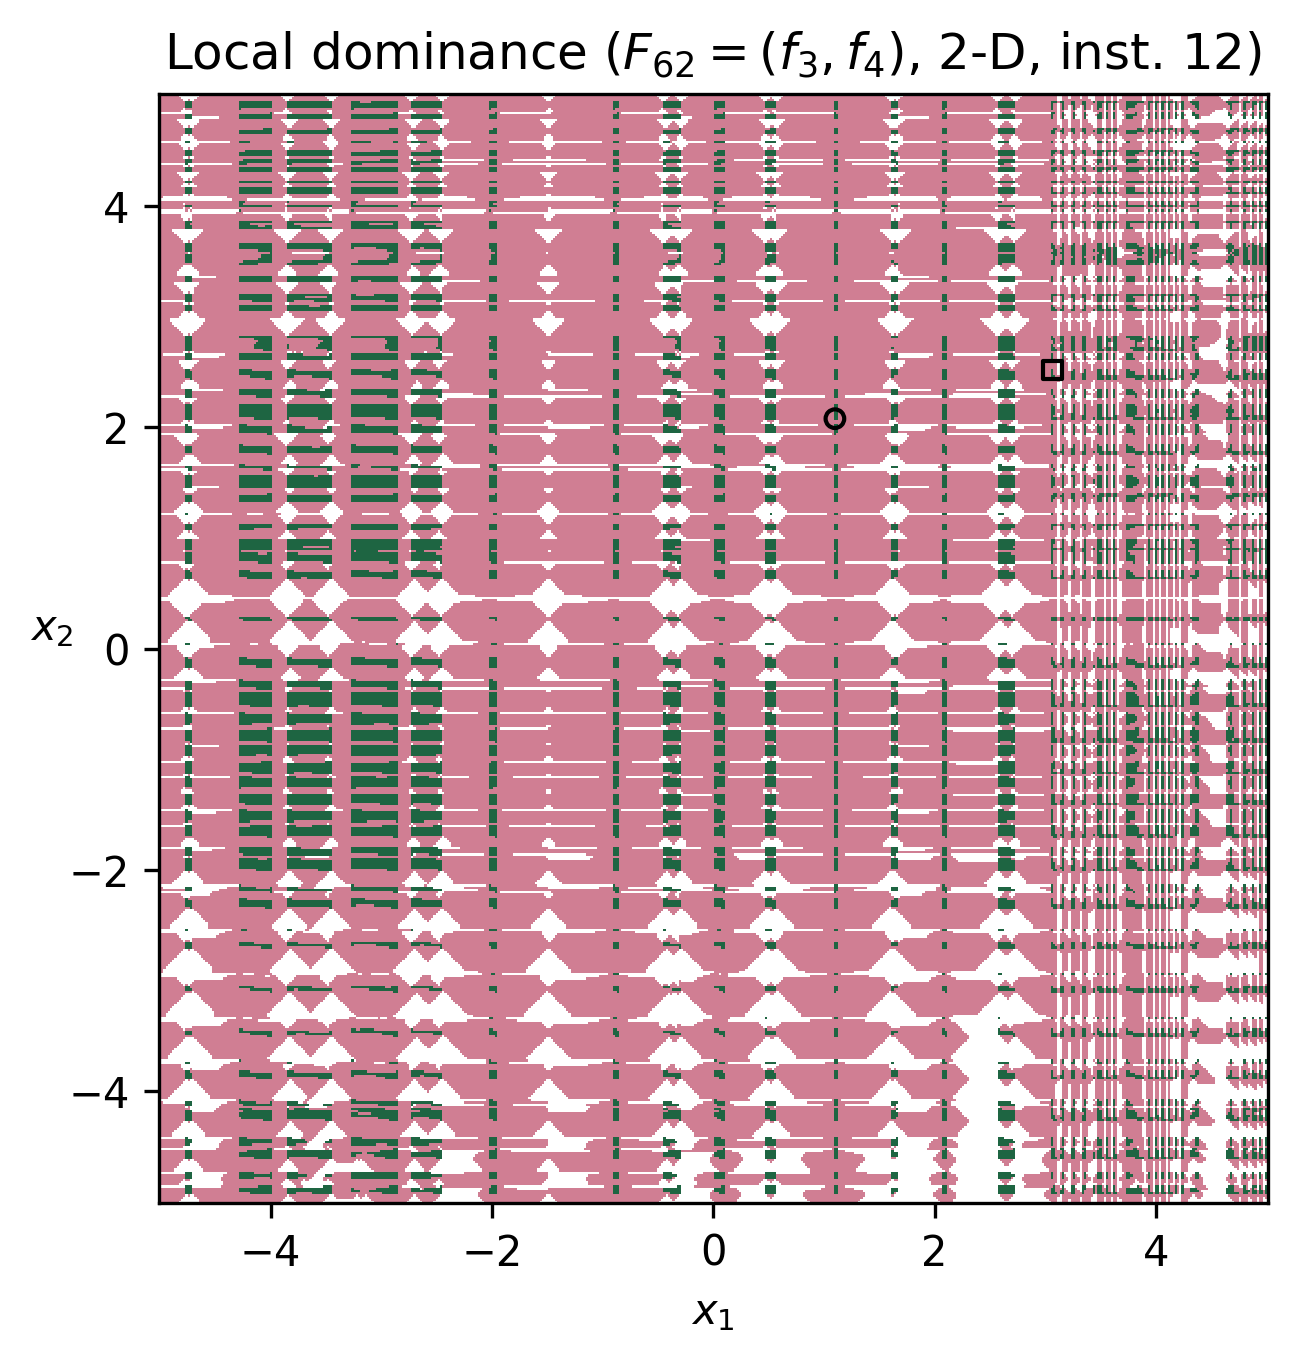 Local dominance (F₆₂ = (f₃, f₄), 2-D, inst. 12)
4
2
x₂
0
−2
−4
−4 −2 0 2 4
x₁